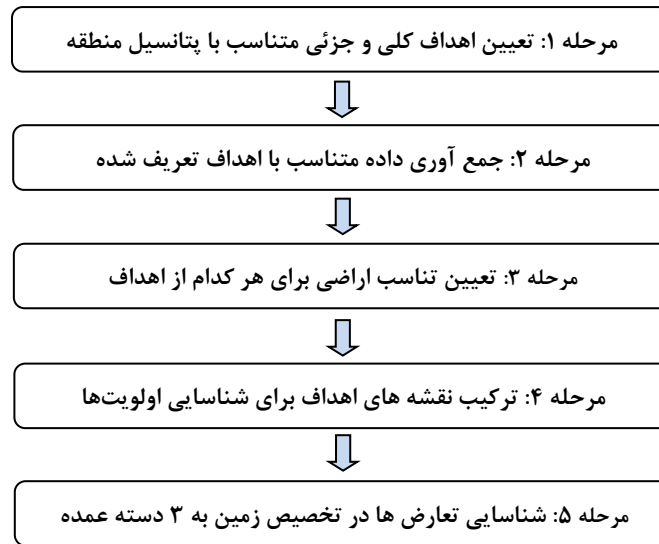 مرحله ۱: تعیین اهداف کلی و جزئی متناسب با پتانسیل منطقه
مرحله ۲: جمع آوری داده متناسب با اهداف تعریف شده
مرحله ۳: تعیین تناسب اراضی برای هر کدام از اهداف
مرحله ۴: ترکیب نقشه های اهداف برای شناسایی اولویت‌ها
مرحله ۵: شناسایی تعارض ها در تخصیص زمین به ۳ دسته عمده